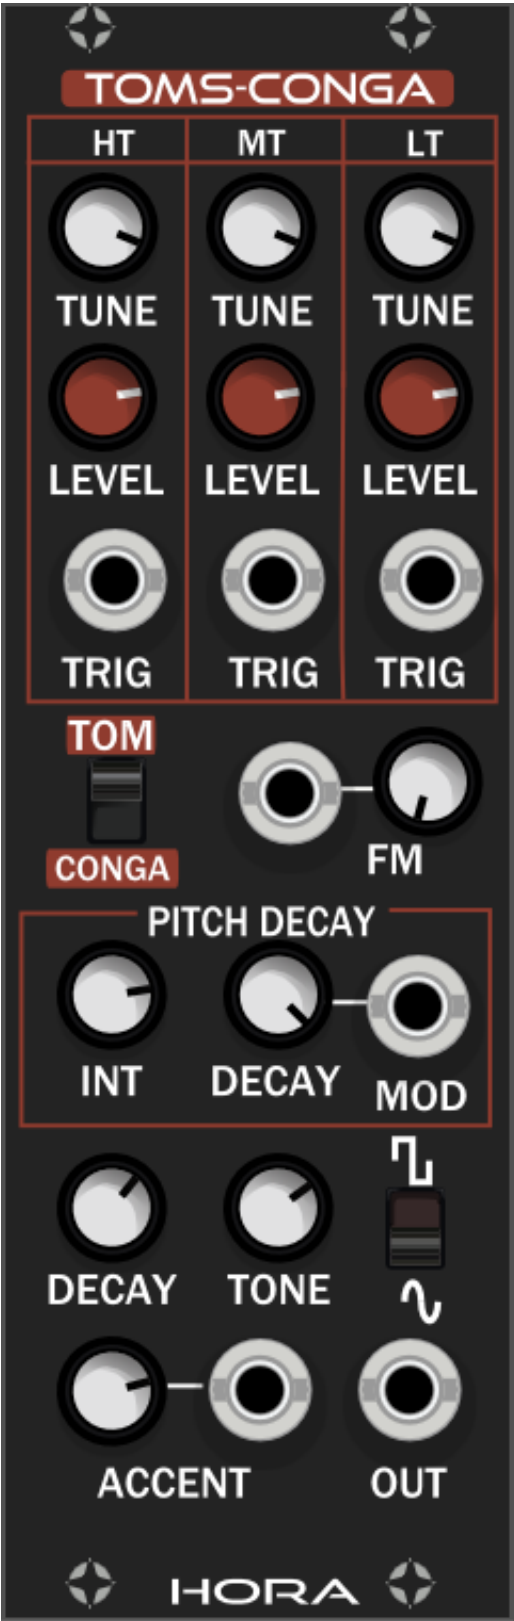 TOMS-CONGA
HT MT LT
TUNE TUNE TUNE
LEVEL LEVEL LEVEL
TRIG TRIG TRIG
TOM
CONGA
FM
PITCH DECAY
INT DECAY MOD
DECAY TONE
ACCENT OUT
HORA